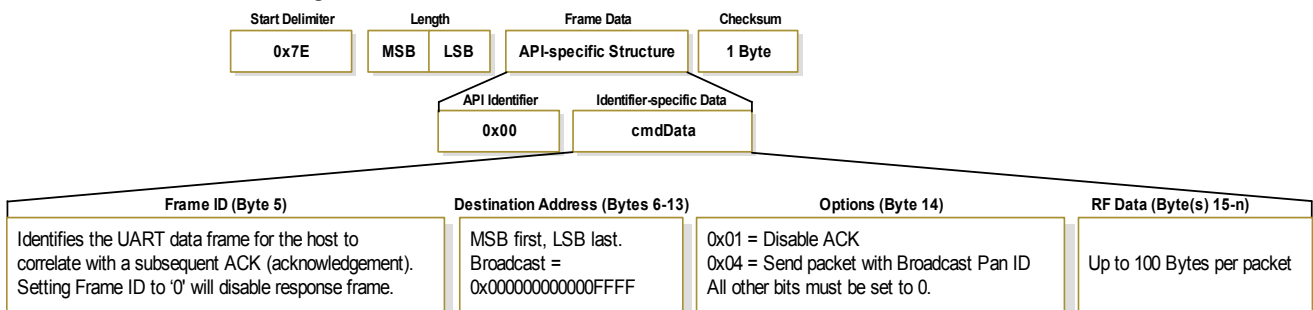 Start Delimiter Length Frame Data Checksum
0x7E MSB LSB API-specific Structure 1 Byte
API Identifier Identifier-specific Data
0x00 cmdData
Frame ID (Byte 5)
Identifies the UART data frame for the host to
correlate with a subsequent ACK (acknowledgement).
Setting Frame ID to ‘0’ will disable response frame.
Destination Address (Bytes 6-13)
MSB first, LSB last.
Broadcast =
0x000000000000FFFF
Options (Byte 14)
0x01 = Disable ACK
0x04 = Send packet with Broadcast Pan ID
All other bits must be set to 0.
RF Data (Byte(s) 15-n)
Up to 100 Bytes per packet